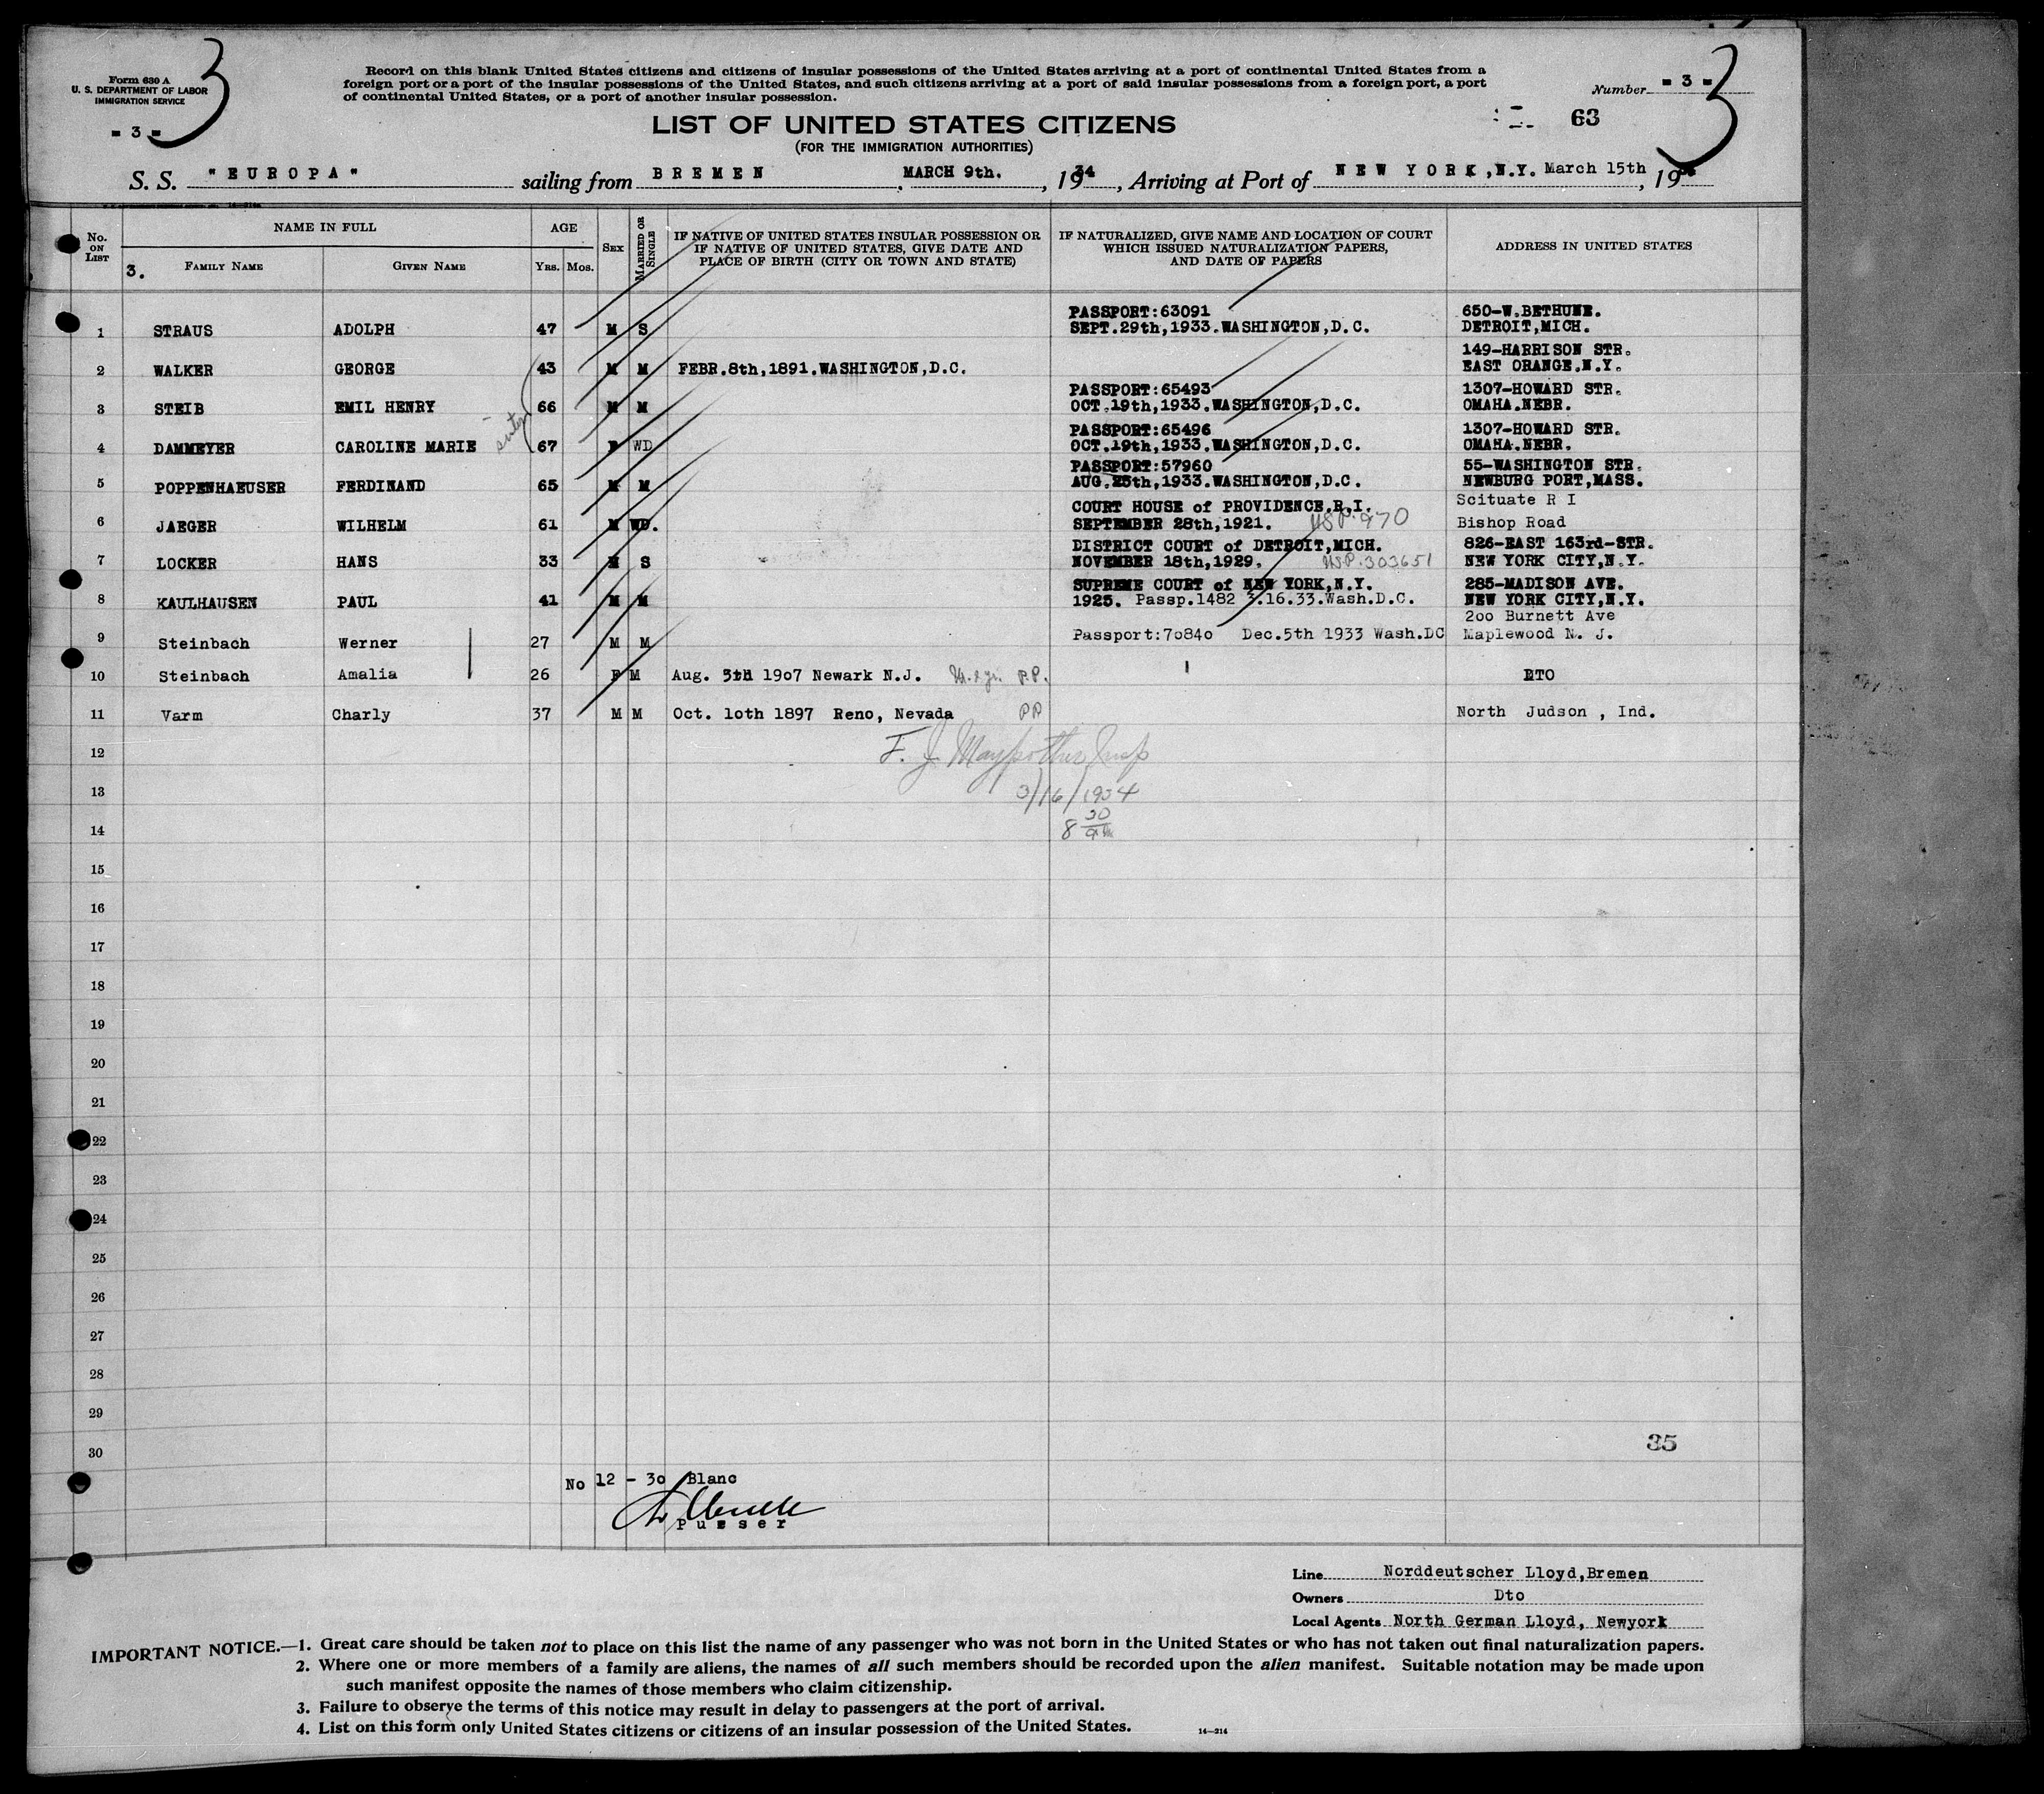 3
3
Form 630 A
U. S. DEPARTMENT OF LABOR
IMMIGRATION SERVICE
- 3 -
Record on this blank United States citizens and citizens of insular possessions of the United States arriving at a port of continental United States from a
foreign port or a port of the insular possessions of the United States, and such citizens arriving at a port of said insular possessions from a foreign port, a port
of continental United States, or a port of another insular possession.
Number - 3 -
63
LIST OF UNITED STATES CITIZENS
(FOR THE IMMIGRATION AUTHORITIES)
S. S. "EUROPA" sailing from BREMEN, MARCH 9th., 1934, Arriving at Port of NEW YORK,N.Y. March 15th, 19
No. ON LIST
NAME IN FULL
3. FAMILY NAME GIVEN NAME
AGE
YRS. MOS.
SEX
MARRIED OR SINGLE
IF NATIVE OF UNITED STATES INSULAR POSSESSION OR
IF NATIVE OF UNITED STATES, GIVE DATE AND
PLACE OF BIRTH (CITY OR TOWN AND STATE)
IF NATURALIZED, GIVE NAME AND LOCATION OF COURT
WHICH ISSUED NATURALIZATION PAPERS,
AND DATE OF PAPERS
ADDRESS IN UNITED STATES
PASSPORT:63091 650-W.BETHUNE.
1 STRAUS ADOLPH 47 M S SEPT.29th,1933.WASHINGTON,D.C. DETROIT,MICH.
149-HARRISON STR.
2 WALKER GEORGE 43 M M FEBR.8th,1891.WASHINGTON,D.C. EAST ORANGE.N.Y.
PASSPORT:65493 1307-HOWARD STR.
3 STEIB EMIL HENRY 66 M M OCT.19th,1933.WASHINGTON,D.C. OMAHA.NEBR.
sister
PASSPORT:65496 1307-HOWARD STR.
4 DAMMEYER CAROLINE MARIE 67 F WD OCT.19th,1933.WASHINGTON,D.C. OMAHA.NEBR.
PASSPORT:57960 55-WASHINGTON STR.
5 POPPENHAEUSER FERDINAND 65 M M AUG.25th,1933.WASHINGTON,D.C. NEWBURG PORT,MASS.
COURT HOUSE of PROVIDENCE,R.I. Scituate R I
6 JAEGER WILHELM 61 M WD. SEPTEMBER 28th,1921. USP.970 Bishop Road
DISTRICT COURT of DETROIT,MICH. 826-EAST 163rd-STR.
7 LOCKER HANS 33 M S NOVEMBER 18th,1929. USP.303651 NEW YORK CITY,N.Y.
SUPREME COURT of NEW YORK,N.Y. 285-MADISON AVE.
8 KAULHAUSEN PAUL 41 M M 1925. Passp.1482 3.16.33.Wash.D.C. NEW YORK CITY,N.Y.
200 Burnett Ave
9 Steinbach Werner 27 M M Passport:7o84o Dec.5th 1933 Wash.DC Maplewood N. J.
10 Steinbach Amalia 26 F M Aug. 5th 19o7 Newark N.J. P.P. DTO
11 Varm Charly 37 M M Oct. 1oth 1897 Reno, Nevada PP North Judson , Ind.
12
13 3/16/1934
14 8 30 am
15
16
17
18
19
20
21
22
23
24
25
26
27
28
29
30
35
No 12 - 3o Blanc
Purser
Line Norddeutscher Lloyd,Bremen
Owners Dto
Local Agents North German Lloyd, Newyork
IMPORTANT NOTICE.—1. Great care should be taken not to place on this list the name of any passenger who was not born in the United States or who has not taken out final naturalization papers.
2. Where one or more members of a family are aliens, the names of all such members should be recorded upon the alien manifest. Suitable notation may be made upon
such manifest opposite the names of those members who claim citizenship.
3. Failure to observe the terms of this notice may result in delay to passengers at the port of arrival.
4. List on this form only United States citizens or citizens of an insular possession of the United States.
14—214